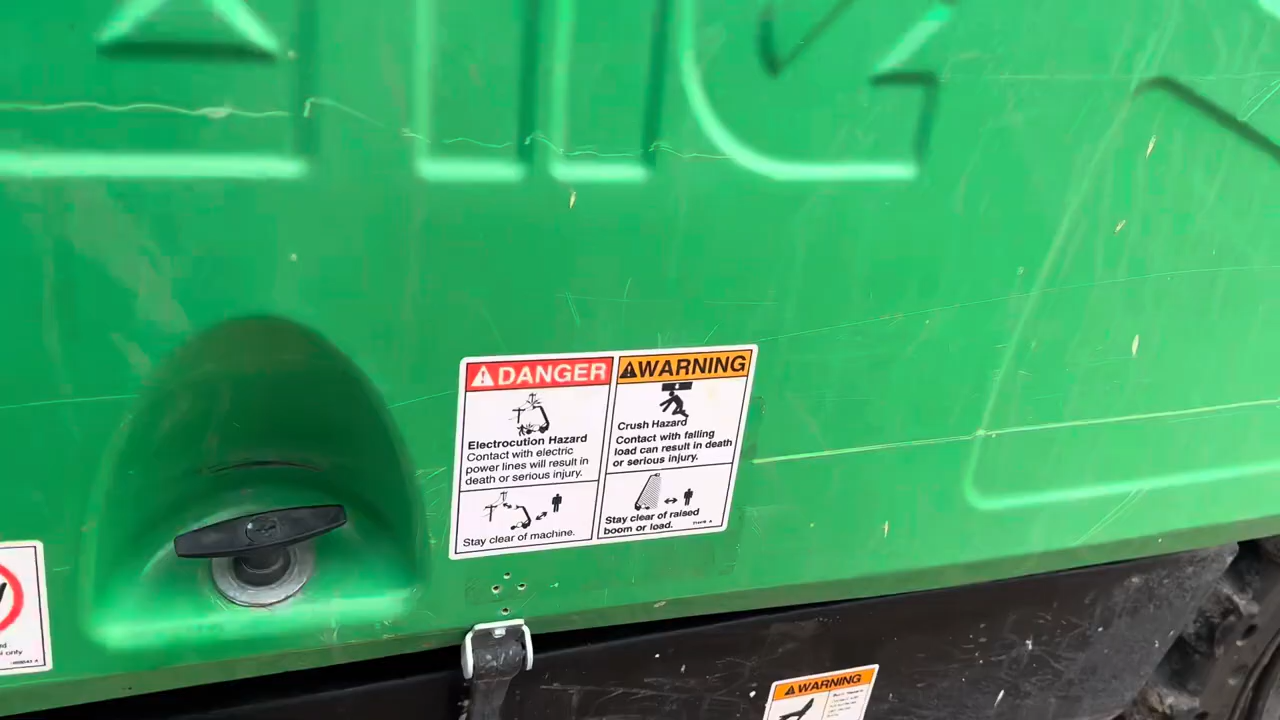 DANGER
Electrocution Hazard
Contact with electric
power lines will result in
death or serious injury.
Stay clear of machine.
WARNING
Crush Hazard
Contact with falling
load can result in death
or serious injury.
Stay clear of raised
boom or load.
only
WARNING